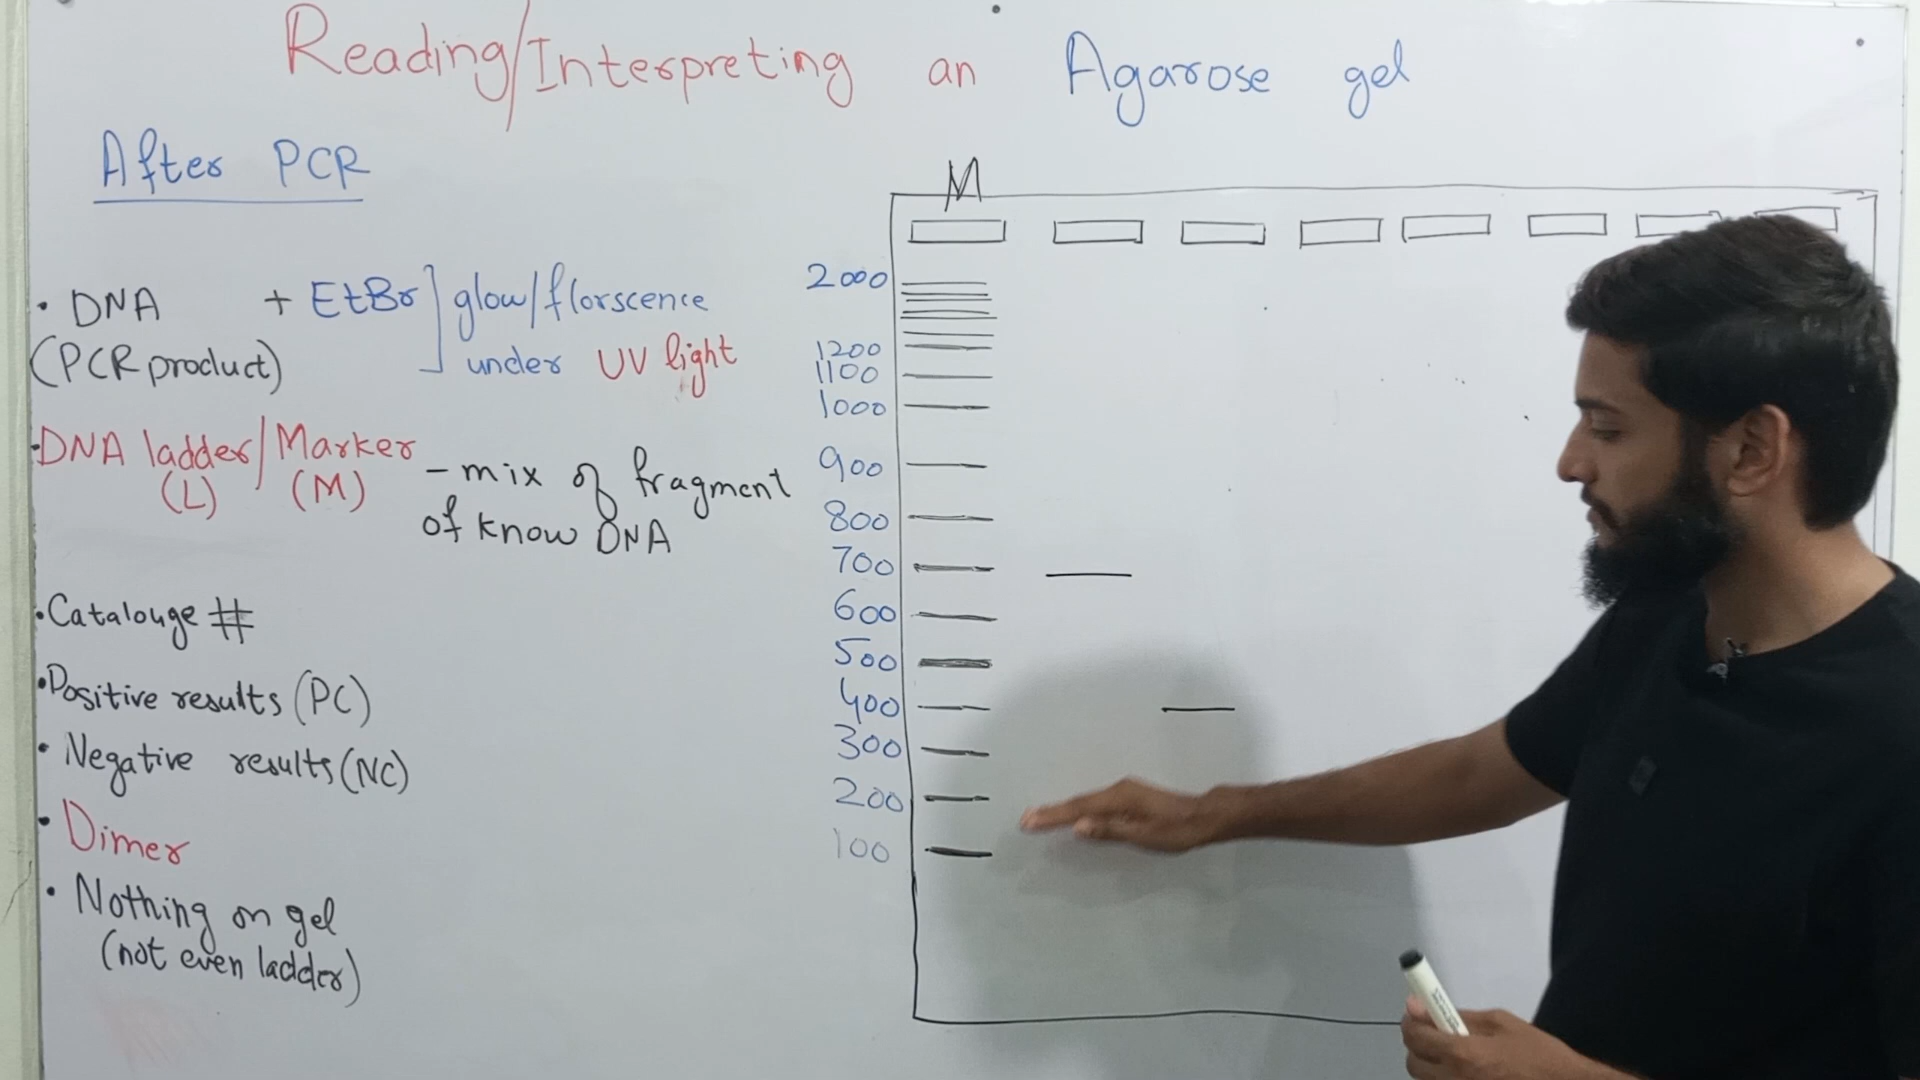 Reading/Interpreting an Agarose gel
After PCR
M
• DNA + EtBr] glow/florscence
(PCR product) under UV light
• DNA ladder/Marker
(L) (M)
– mix of fragment
of know DNA
• Catalouge #
• Positive results (PC)
• Negative results (NC)
• Dimer
• Nothing on gel
(not even ladder)
2000
1200
1100
1000
900
800
700
600
500
400
300
200
100